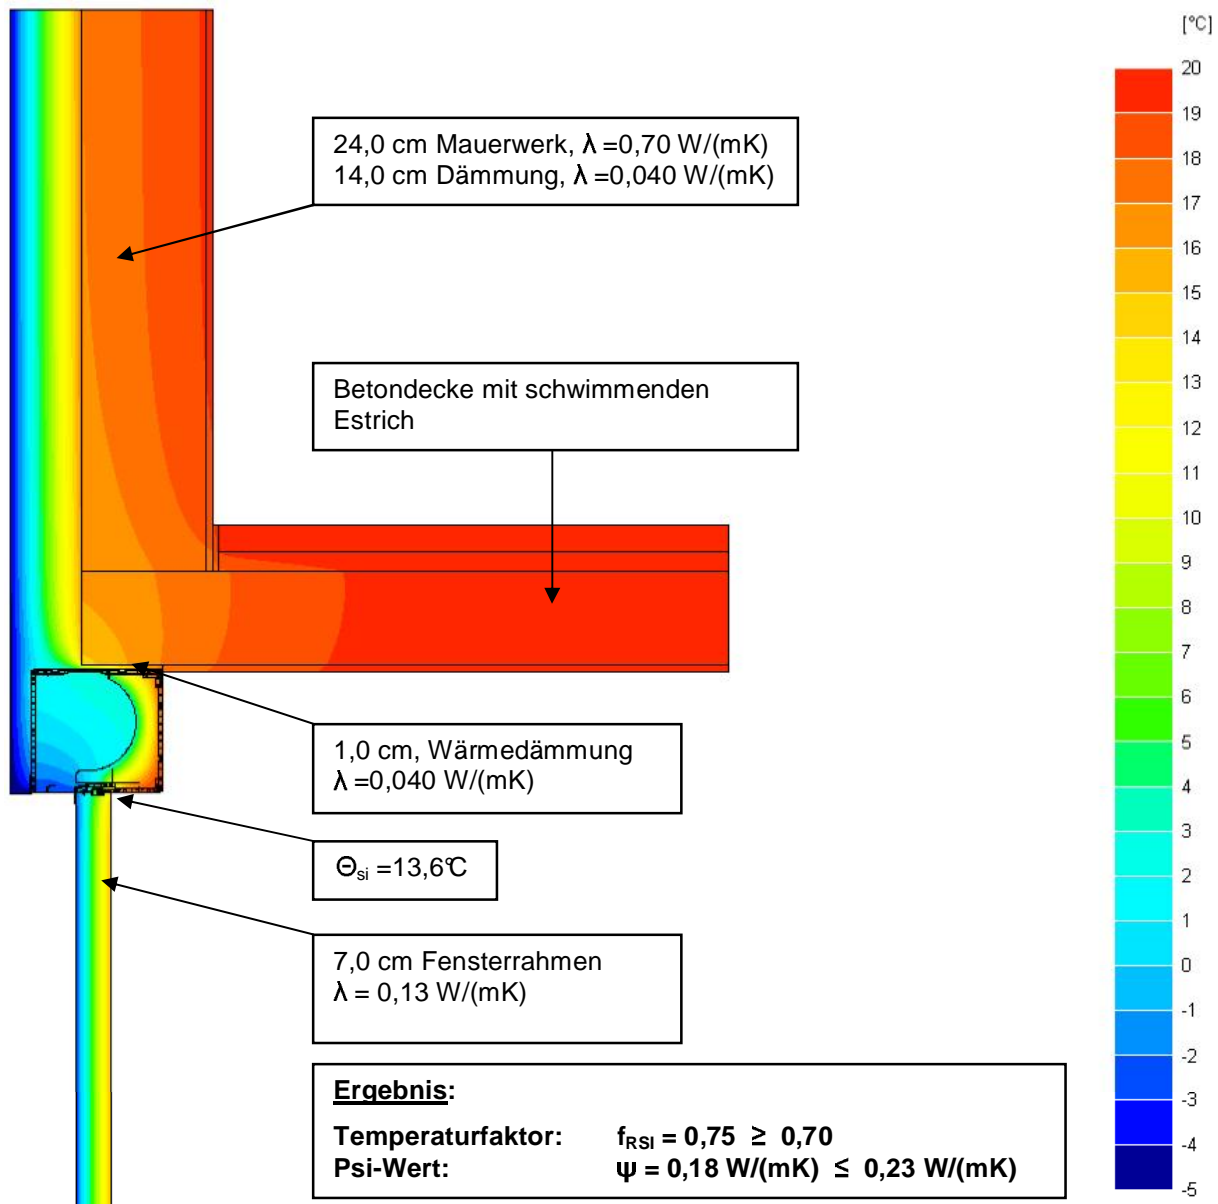 [°C]
24,0 cm Mauerwerk, λ =0,70 W/(mK)
14,0 cm Dämmung, λ =0,040 W/(mK)
Betondecke mit schwimmenden
Estrich
1,0 cm, Wärmedämmung
λ =0,040 W/(mK)
Θsi =13,6°C
7,0 cm Fensterrahmen
λ = 0,13 W/(mK)
Ergebnis:
Temperaturfaktor: fRSI = 0,75 ≥ 0,70
Psi-Wert: ψ = 0,18 W/(mK) ≤ 0,23 W/(mK)
20
19
18
17
16
15
14
13
12
11
10
9
8
7
6
5
4
3
2
1
0
-1
-2
-3
-4
-5